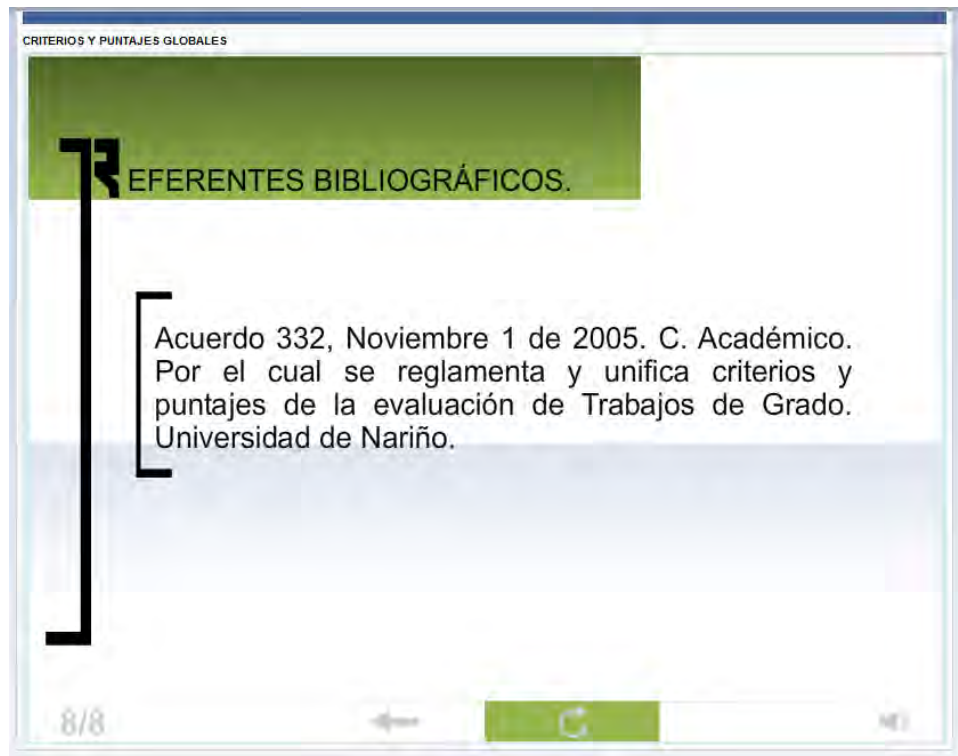 CRITERIOS Y PUNTAJES GLOBALES
REFERENTES BIBLIOGRÁFICOS.
Acuerdo 332, Noviembre 1 de 2005. C. Académico.
Por el cual se reglamenta y unifica criterios y
puntajes de la evaluación de Trabajos de Grado.
Universidad de Nariño.
8/8